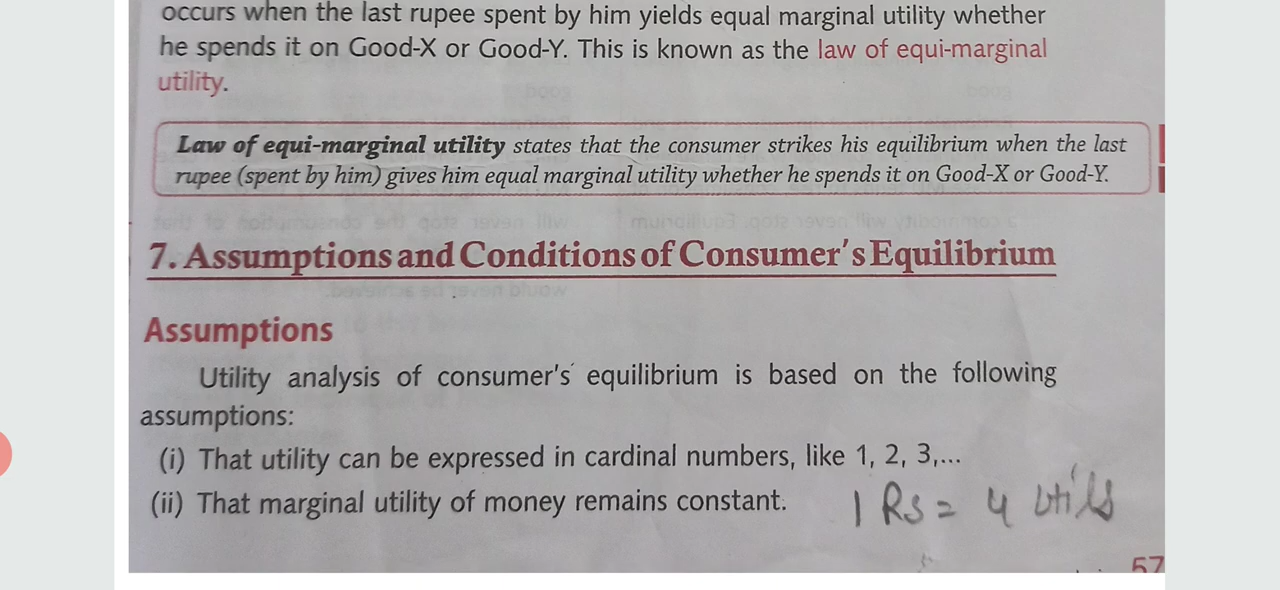 occurs when the last rupee spent by him yields equal marginal utility whether
he spends it on Good-X or Good-Y. This is known as the law of equi-marginal
utility.
Law of equi-marginal utility states that the consumer strikes his equilibrium when the last
rupee (spent by him) gives him equal marginal utility whether he spends it on Good-X or Good-Y.
7. Assumptions and Conditions of Consumer's Equilibrium
Assumptions
Utility analysis of consumer's equilibrium is based on the following
assumptions:
(i) That utility can be expressed in cardinal numbers, like 1, 2, 3,...
(ii) That marginal utility of money remains constant. 1 Rs = 4 utils
57